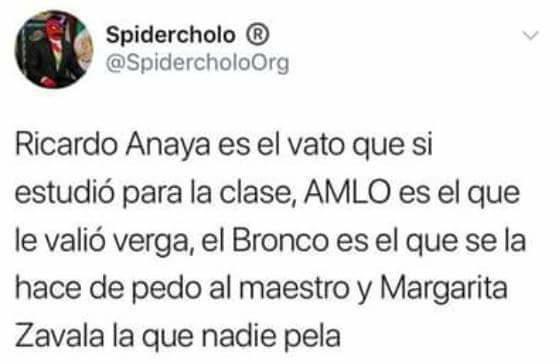 Spidercholo ®
@SpidercholoOrg
Ricardo Anaya es el vato que si
estudió para la clase, AMLO es el que
le valió verga, el Bronco es el que se la
hace de pedo al maestro y Margarita
Zavala la que nadie pela